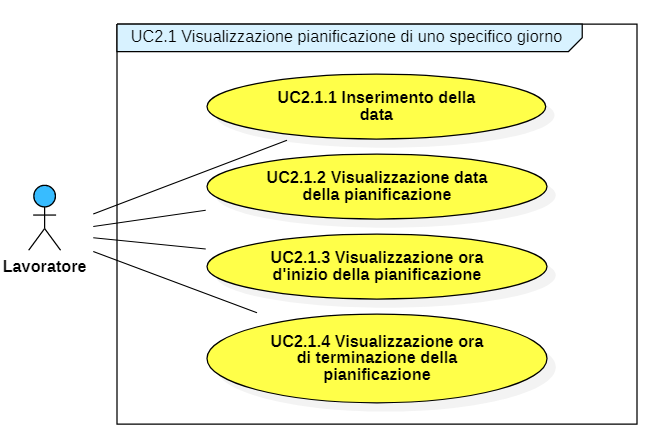 UC2.1 Visualizzazione pianificazione di uno specifico giorno
UC2.1.1 Inserimento della
data
UC2.1.2 Visualizzazione data
della pianificazione
UC2.1.3 Visualizzazione ora
d'inizio della pianificazione
UC2.1.4 Visualizzazione ora
di terminazione della
pianificazione
Lavoratore